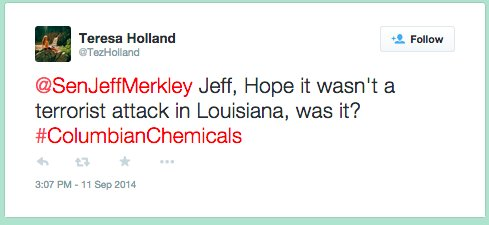 Teresa Holland
@TezHolland
Follow
@SenJeffMerkley Jeff, Hope it wasn't a
terrorist attack in Louisiana, was it?
#ColumbianChemicals
3:07 PM - 11 Sep 2014